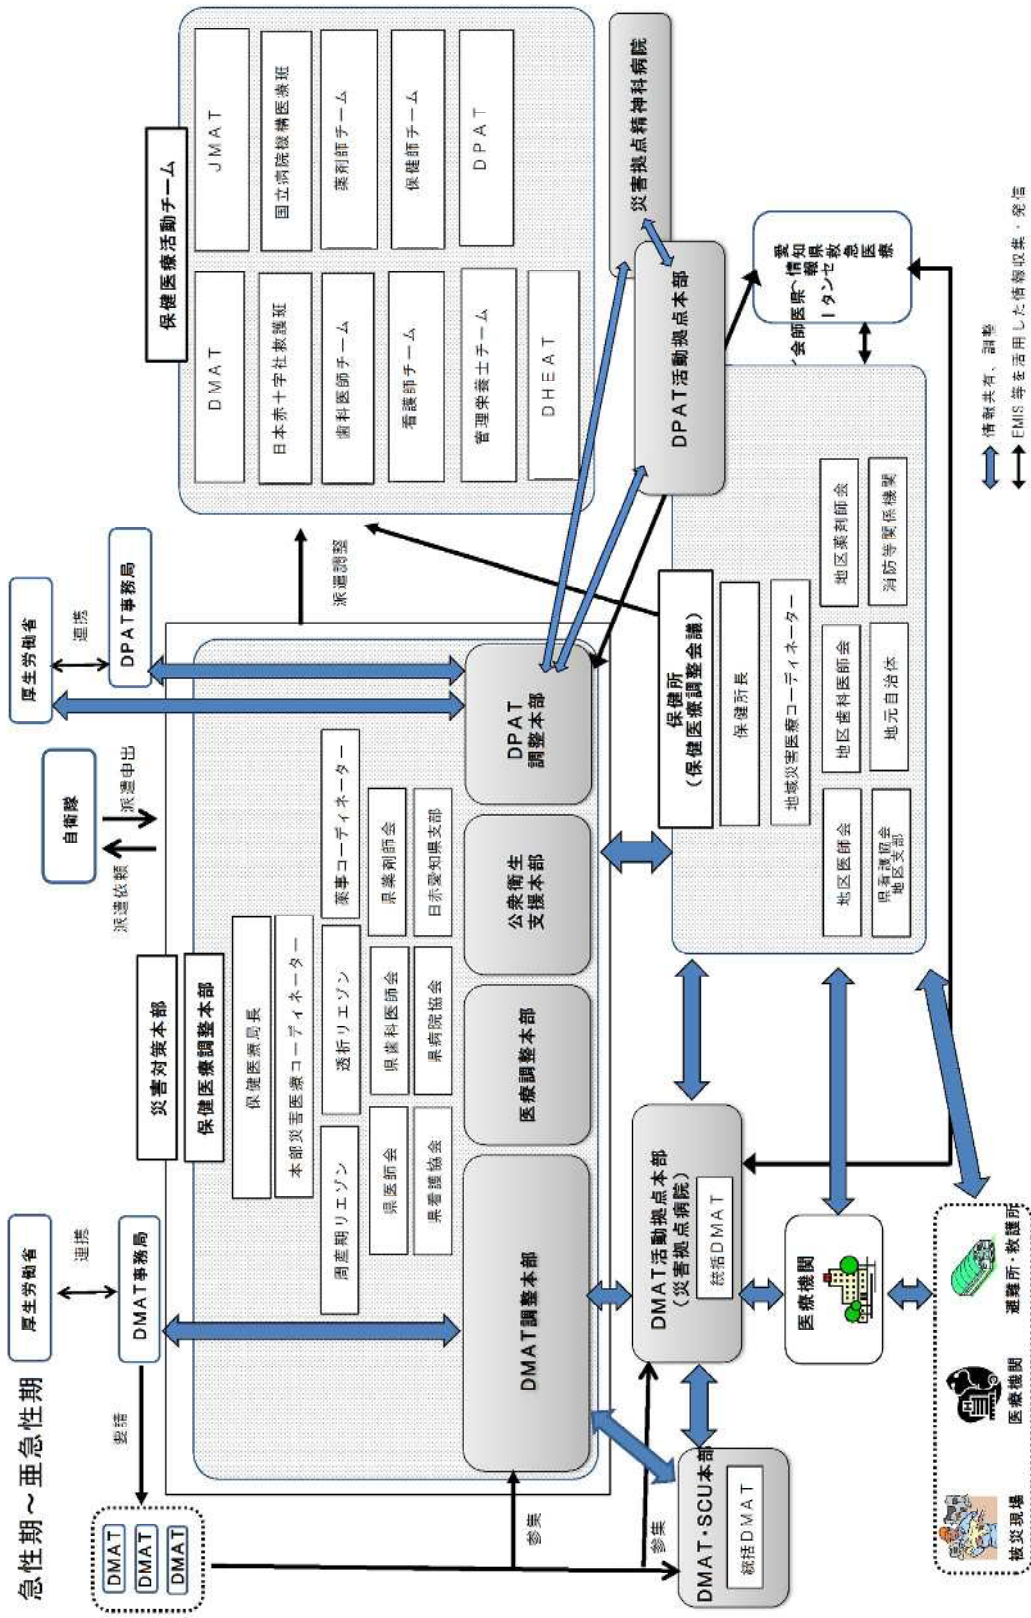 急性期～亜急性期
厚生労働省
連携
DMAT事務局
要請
DMAT
DMAT
DMAT
参集
参集
自衛隊
派遣依頼
派遣申出
厚生労働省
連携
DPAT事務局
災害対策本部
保健医療調整本部
保健医療局長
本部災害医療コーディネーター
周産期リエゾン
透析リエゾン
薬事コーディネーター
県医師会
県歯科医師会
県薬剤師会
県看護協会
県病院協会
日赤愛知県支部
DMAT調整本部
医療調整本部
公衆衛生
支援本部
DPAT
調整本部
派遣調整
保健医療活動チーム
DMAT
JMAT
日本赤十字社救護班
国立病院機構医療班
歯科医師チーム
薬剤師チーム
看護師チーム
保健師チーム
管理栄養士チーム
DPAT
DHEAT
災害拠点精神科病院
DPAT活動拠点本部
DMAT・SCU本部
統括DMAT
DMAT活動拠点本部
（災害拠点病院）
統括DMAT
医療機関
保健所
（保健医療調整会議）
保健所長
地域災害医療コーディネーター
地区医師会
地区歯科医師会
地区薬剤師会
県看護協会
地区支部
地元自治体
消防等関係機関
愛知県救急医療
情報センター
（県医師会）
被災現場
医療機関
避難所・救護所
情報共有、調整
EMIS等を活用した情報収集・発信